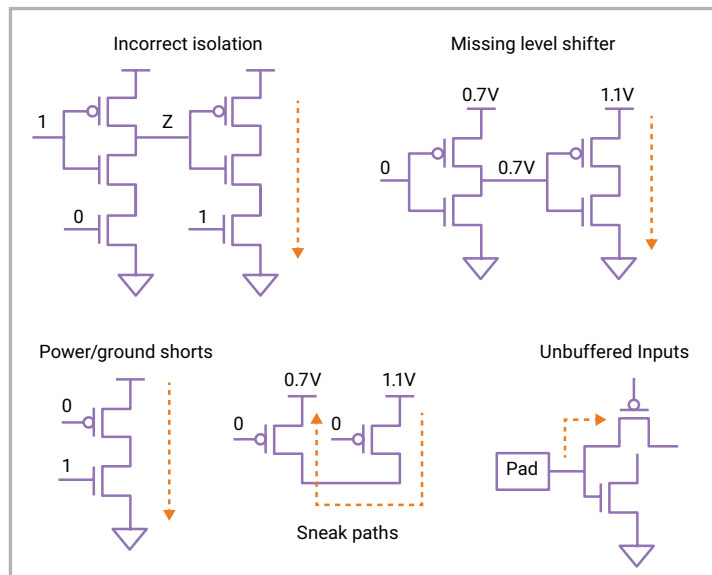 Incorrect isolation
1
Z
0
1
Missing level shifter
0.7V
1.1V
0
0.7V
Power/ground shorts
0
1
0.7V
1.1V
0
0
Sneak paths
Unbuffered Inputs
Pad